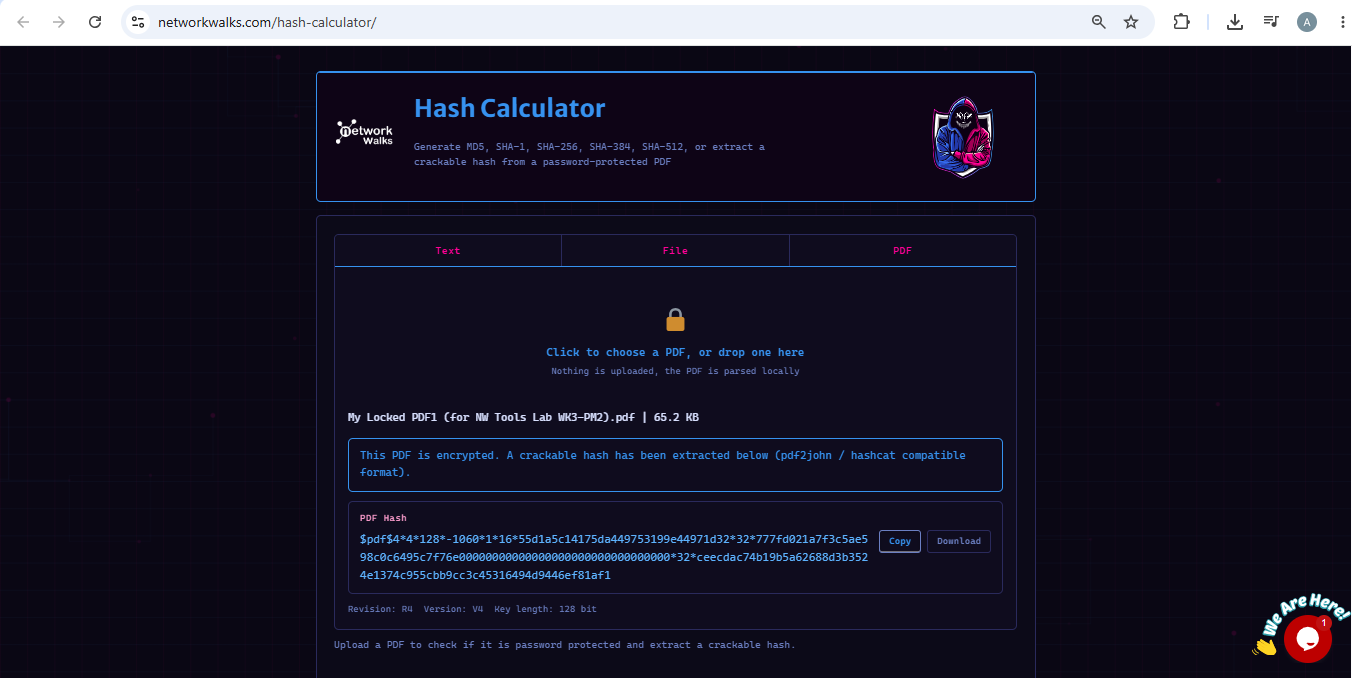 networkwalks.com/hash-calculator/
A
network
Walks
Hash Calculator
Generate MD5, SHA-1, SHA-256, SHA-384, SHA-512, or extract a
crackable hash from a password-protected PDF
Text File PDF
Click to choose a PDF, or drop one here
Nothing is uploaded, the PDF is parsed locally
My Locked PDF1 (for NW Tools Lab WK3-PM2).pdf | 65.2 KB
This PDF is encrypted. A crackable hash has been extracted below (pdf2john / hashcat compatible
format).
PDF Hash
$pdf$4*4*128*-1060*1*16*55d1a5c14175da449753199e44971d32*32*777fd021a7f3c5ae5
98c0c6495c7f76e00000000000000000000000000000000*32*ceecdac74b19b5a62688d3b352
4e1374c955cbb9cc3c45316494d9446ef81af1
Copy Download
Revision: R4 Version: V4 Key length: 128 bit
Upload a PDF to check if it is password protected and extract a crackable hash.
We Are Here!
1